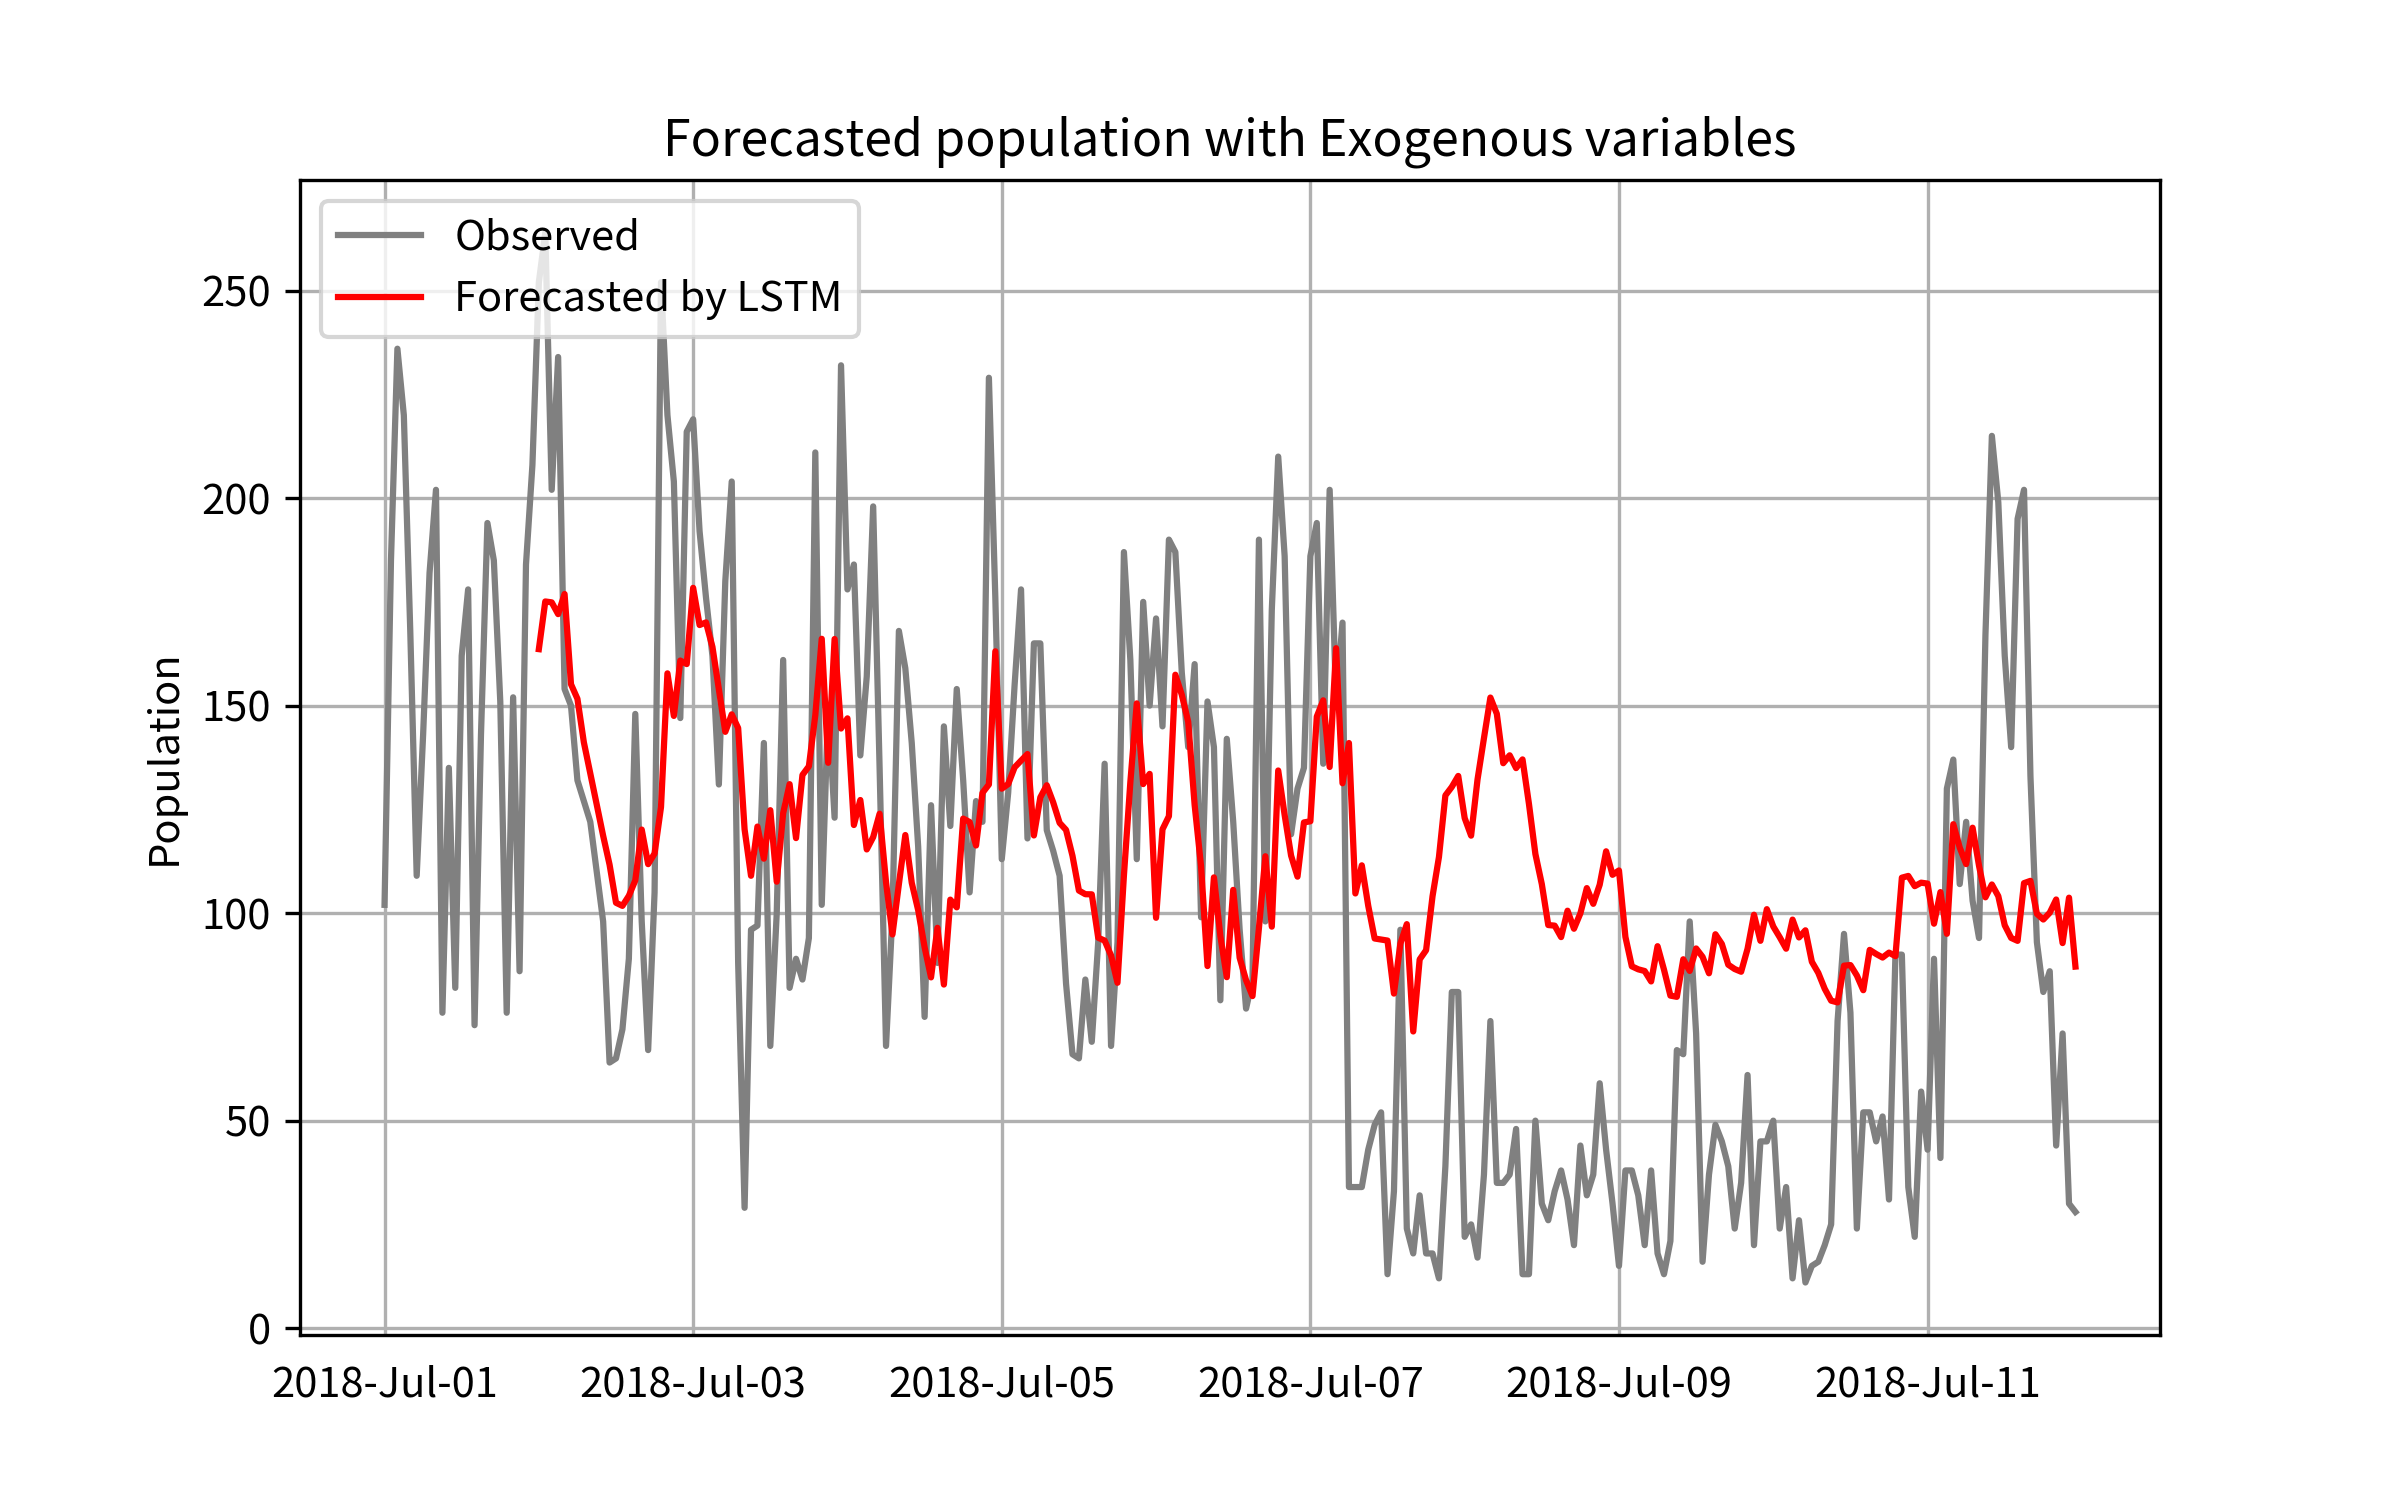 Forecasted population with Exogenous variables
Observed
Forecasted by LSTM
Population
250
200
150
100
50
0
2018-Jul-01
2018-Jul-03
2018-Jul-05
2018-Jul-07
2018-Jul-09
2018-Jul-11